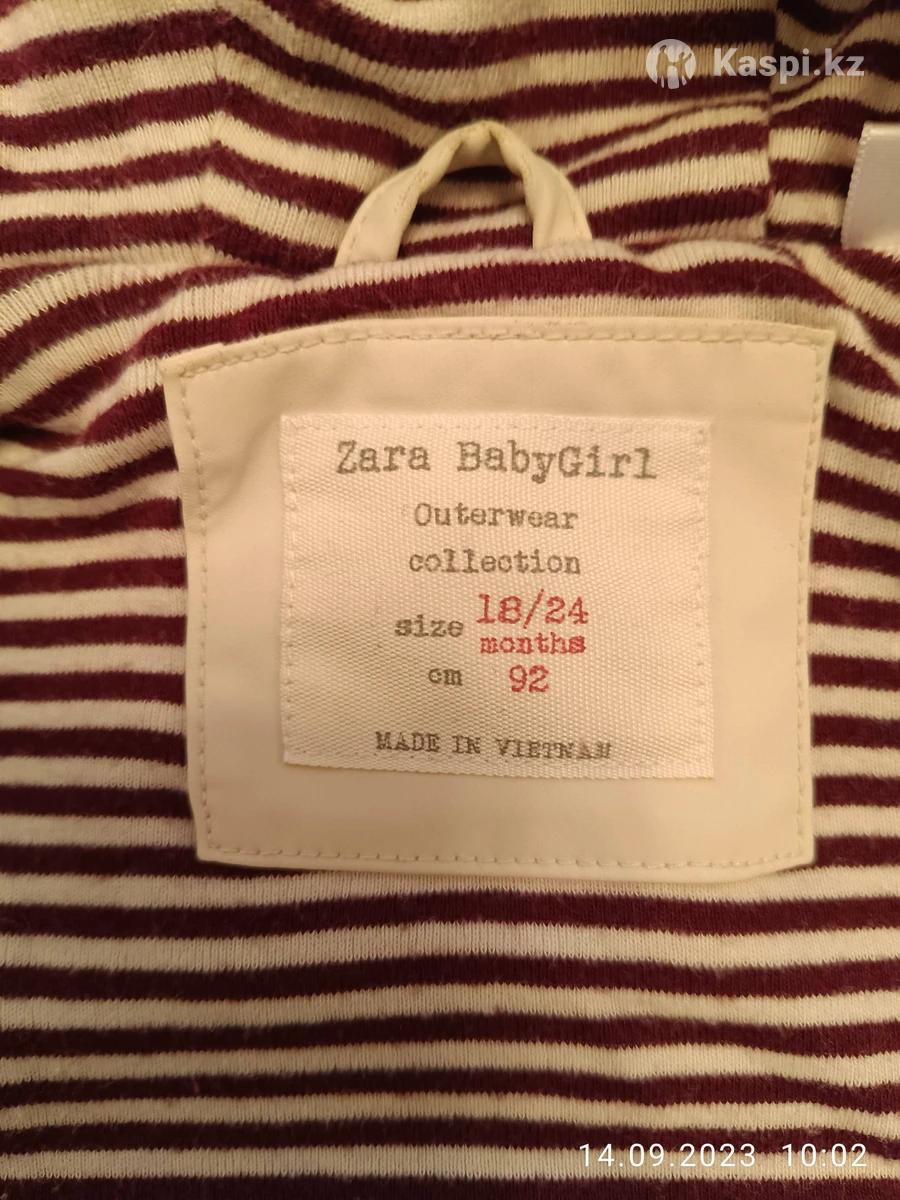 Kaspi.kz
Zara BabyGirl
Outerwear
collection
size 18/24
months
cm 92
MADE IN VIETNAM
14.09.2023 10:02